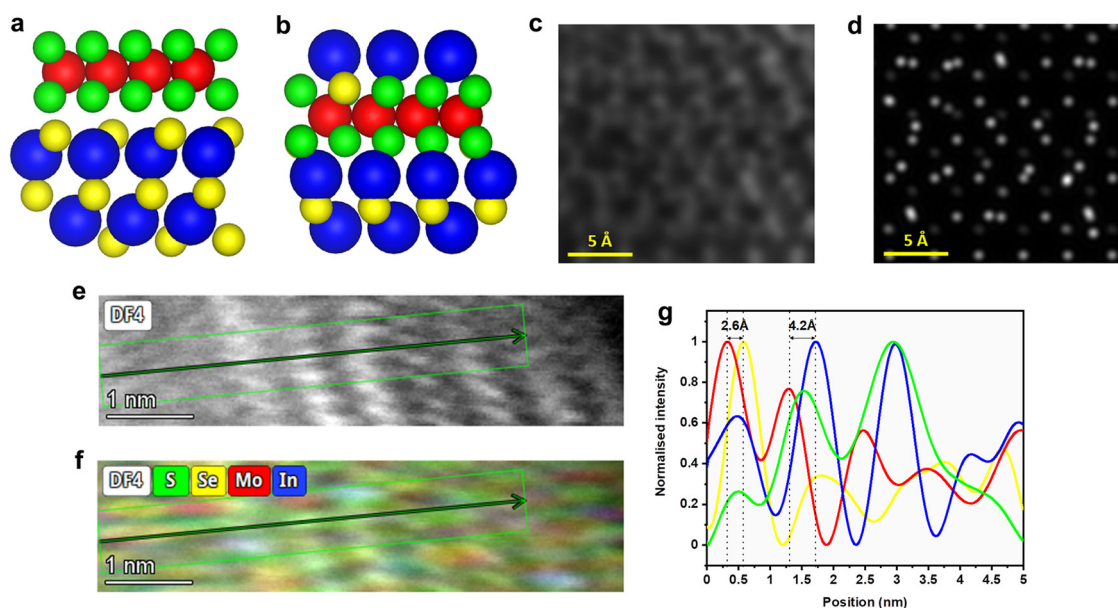 a
b
c
d
5 Å
5 Å
e
DF4
1 nm
f
DF4 S Se Mo In
1 nm
g
2.6Å
4.2Å
1
0.8
0.6
0.4
0.2
0
Normalised intensity
0 0.5 1 1.5 2 2.5 3 3.5 4 4.5 5
Position (nm)